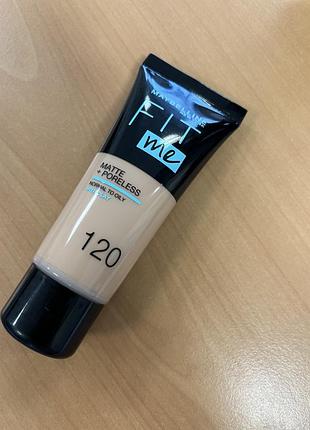 MAYBELLINE
FIT
me
MATTE
+ PORELESS
NORMAL TO OILY
120